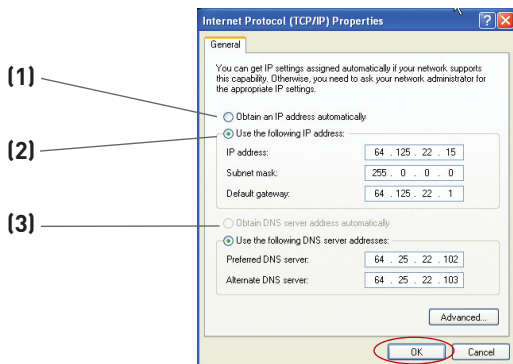 Internet Protocol (TCP/IP) Properties
General
You can get IP settings assigned automatically if your network supports
this capability. Otherwise, you need to ask your network administrator for
the appropriate IP settings.
(1)
Obtain an IP address automatically
(2)
Use the following IP address:
IP address: 64 . 125 . 22 . 15
Subnet mask: 255 . 0 . 0 . 0
Default gateway: 64 . 125 . 22 . 1
(3)
Obtain DNS server address automatically
Use the following DNS server addresses:
Preferred DNS server: 64 . 25 . 22 . 102
Alternate DNS server: 64 . 25 . 22 . 103
Advanced...
OK Cancel